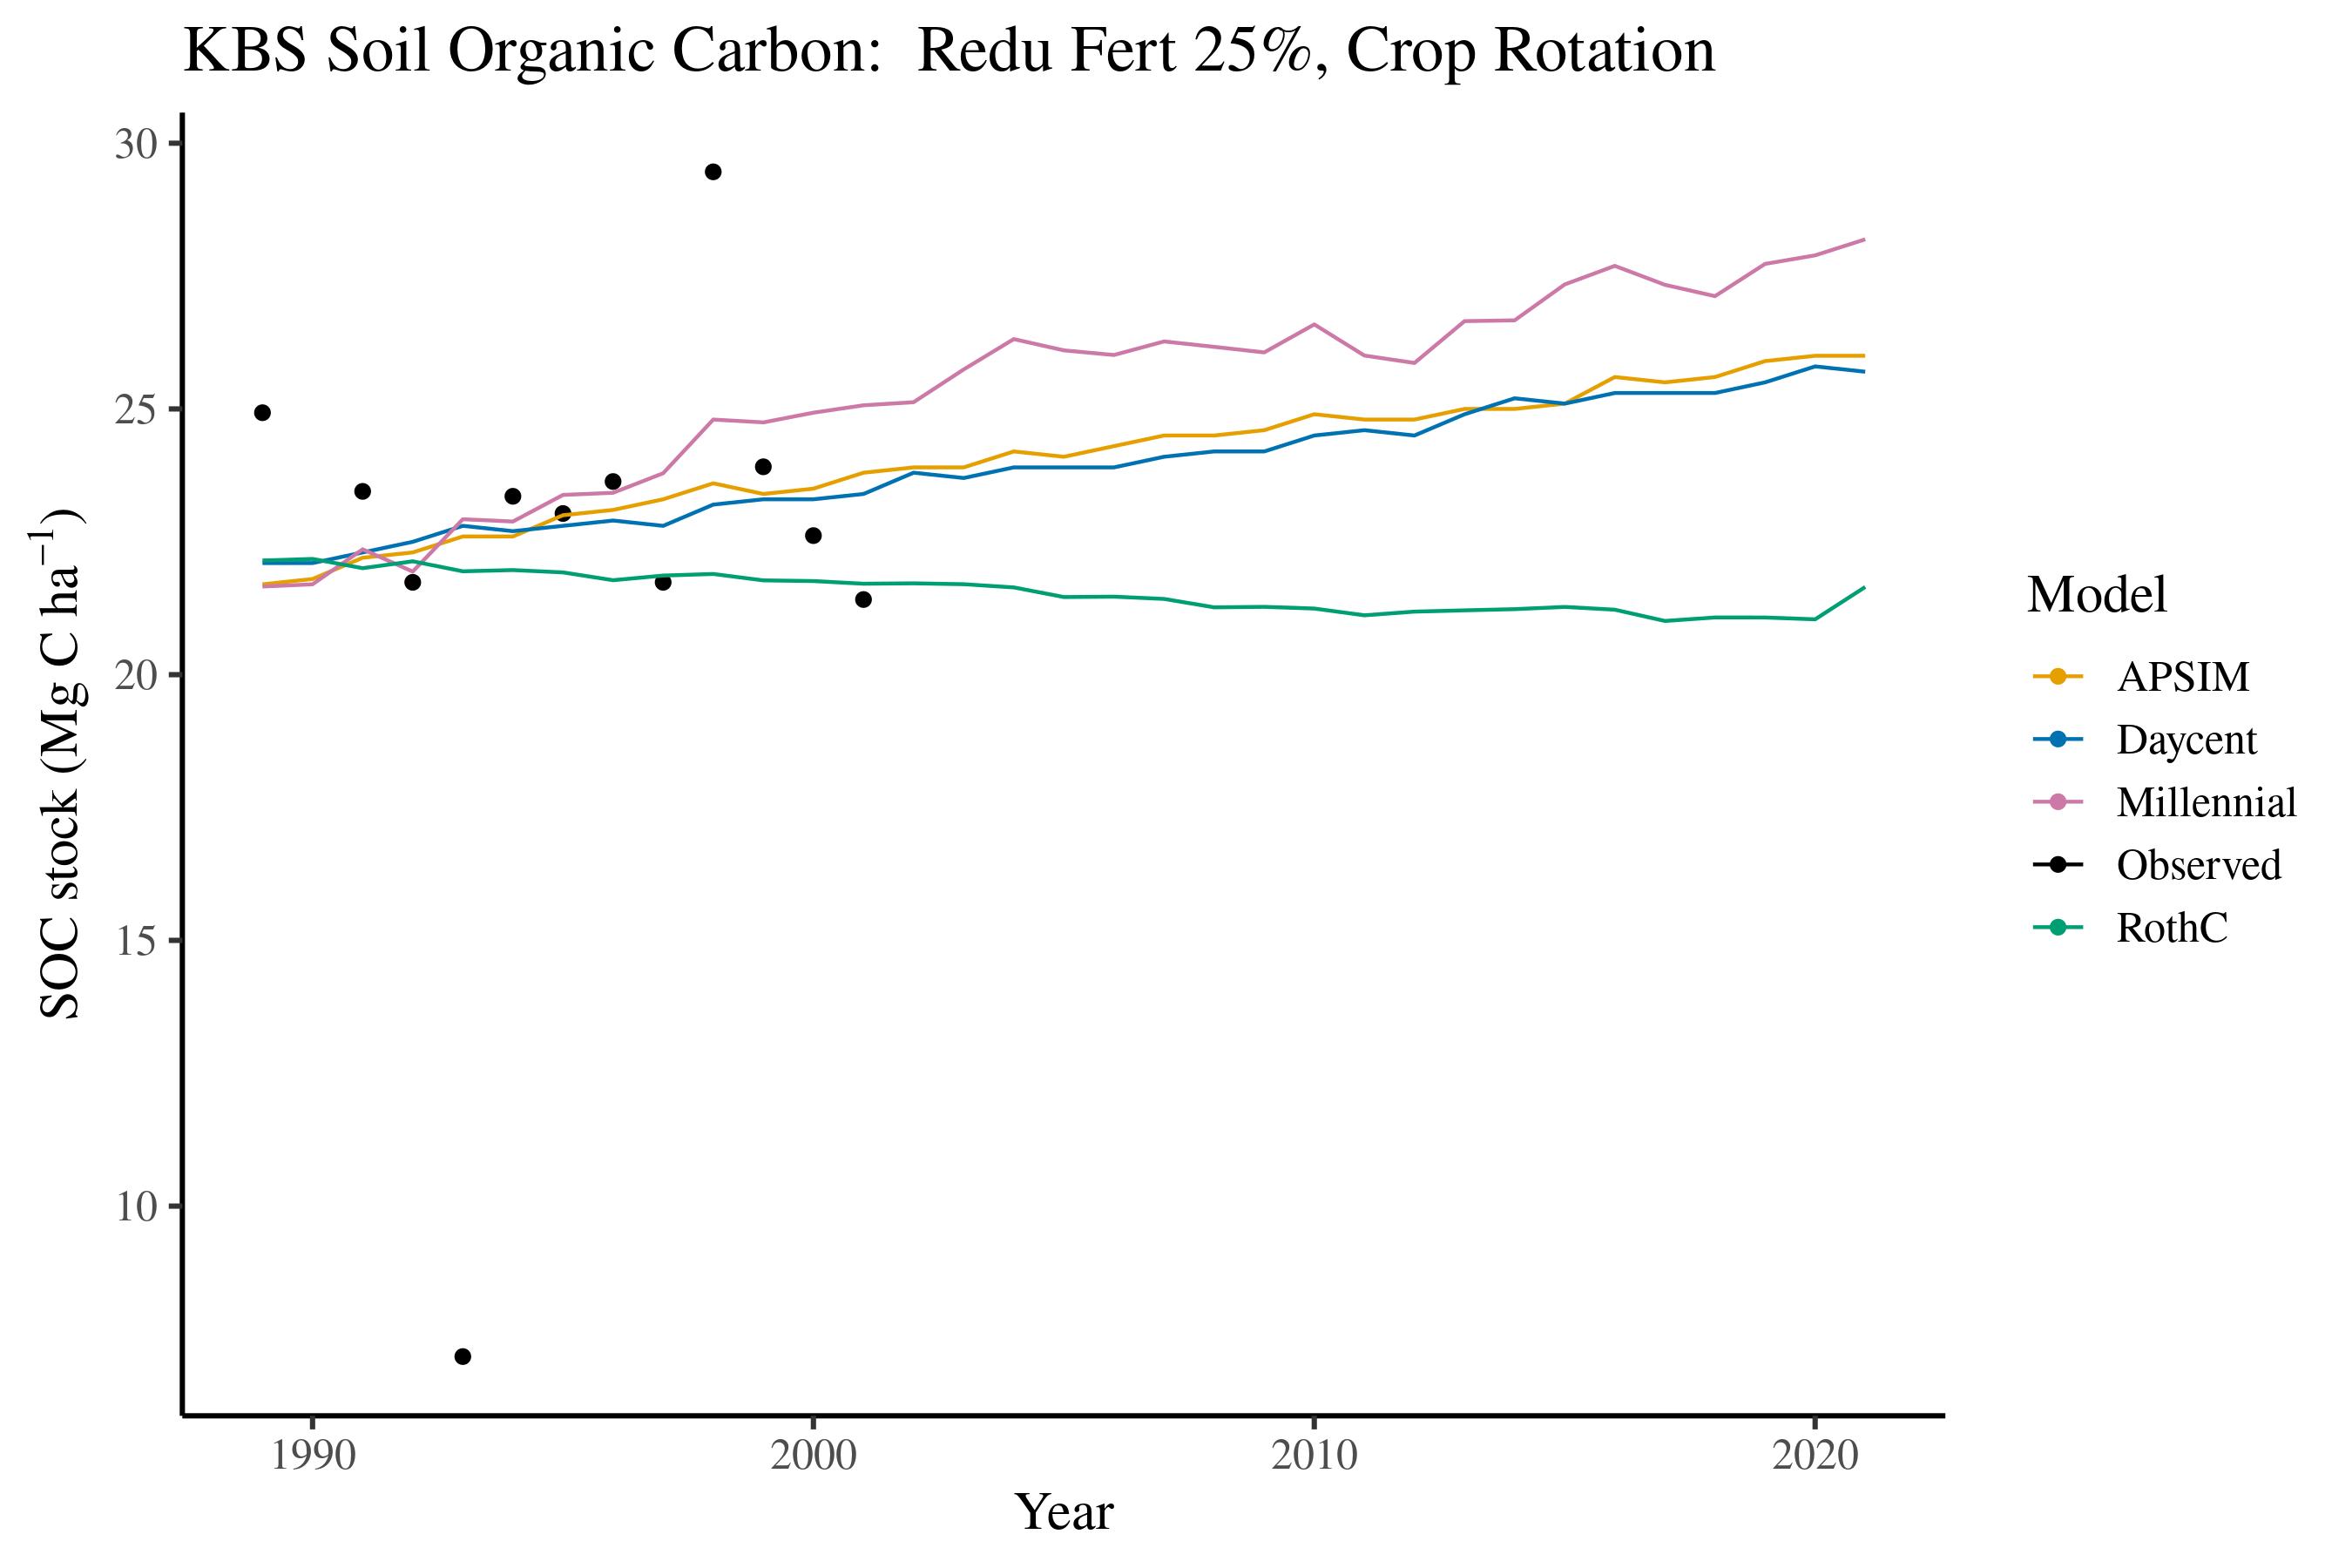 KBS Soil Organic Carbon:  Redu Fert 25%, Crop Rotation
SOC stock (Mg C ha⁻¹)
30
25
20
15
10
1990
2000
2010
2020
Year
Model
APSIM
Daycent
Millennial
Observed
RothC